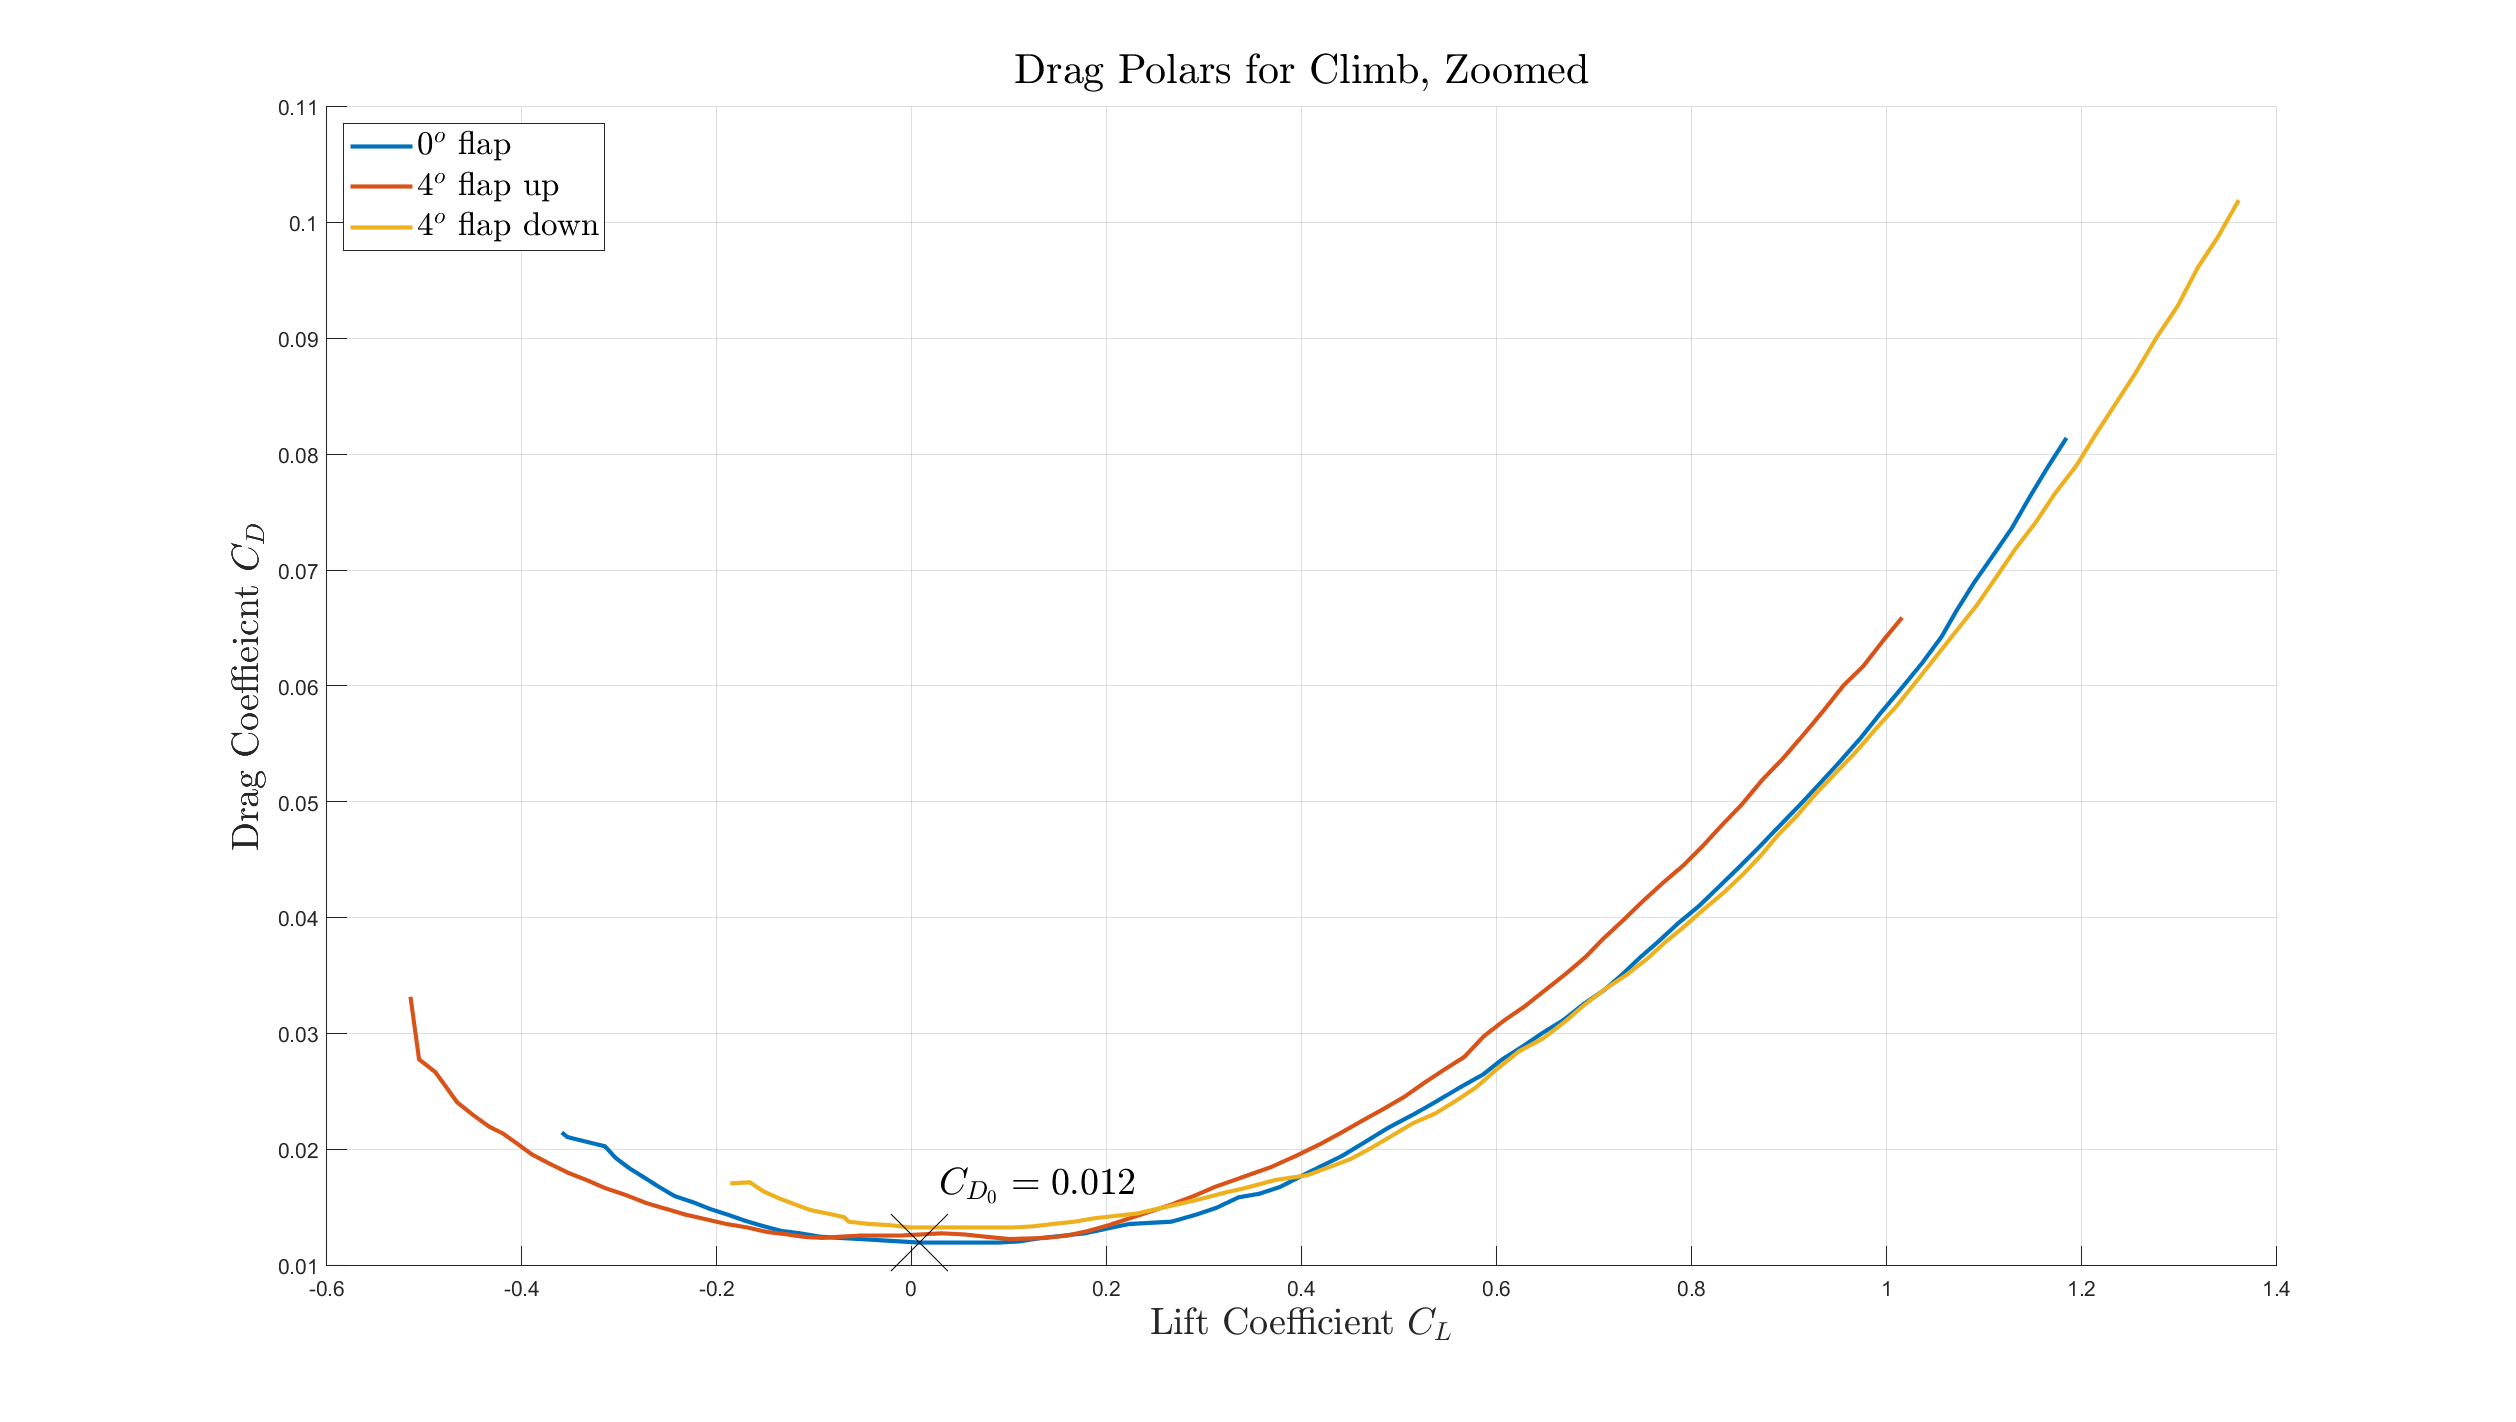 Drag Polars for Climb, Zoomed
0.11
0.1
0.09
0.08
0.07
0.06
0.05
0.04
0.03
0.02
0.01
0° flap
4° flap up
4° flap down
Drag Coeffieicnt C_D
C_{D_0} = 0.012
-0.6 -0.4 -0.2 0 0.2 0.4 0.6 0.8 1 1.2 1.4
Lift Coefficient C_L